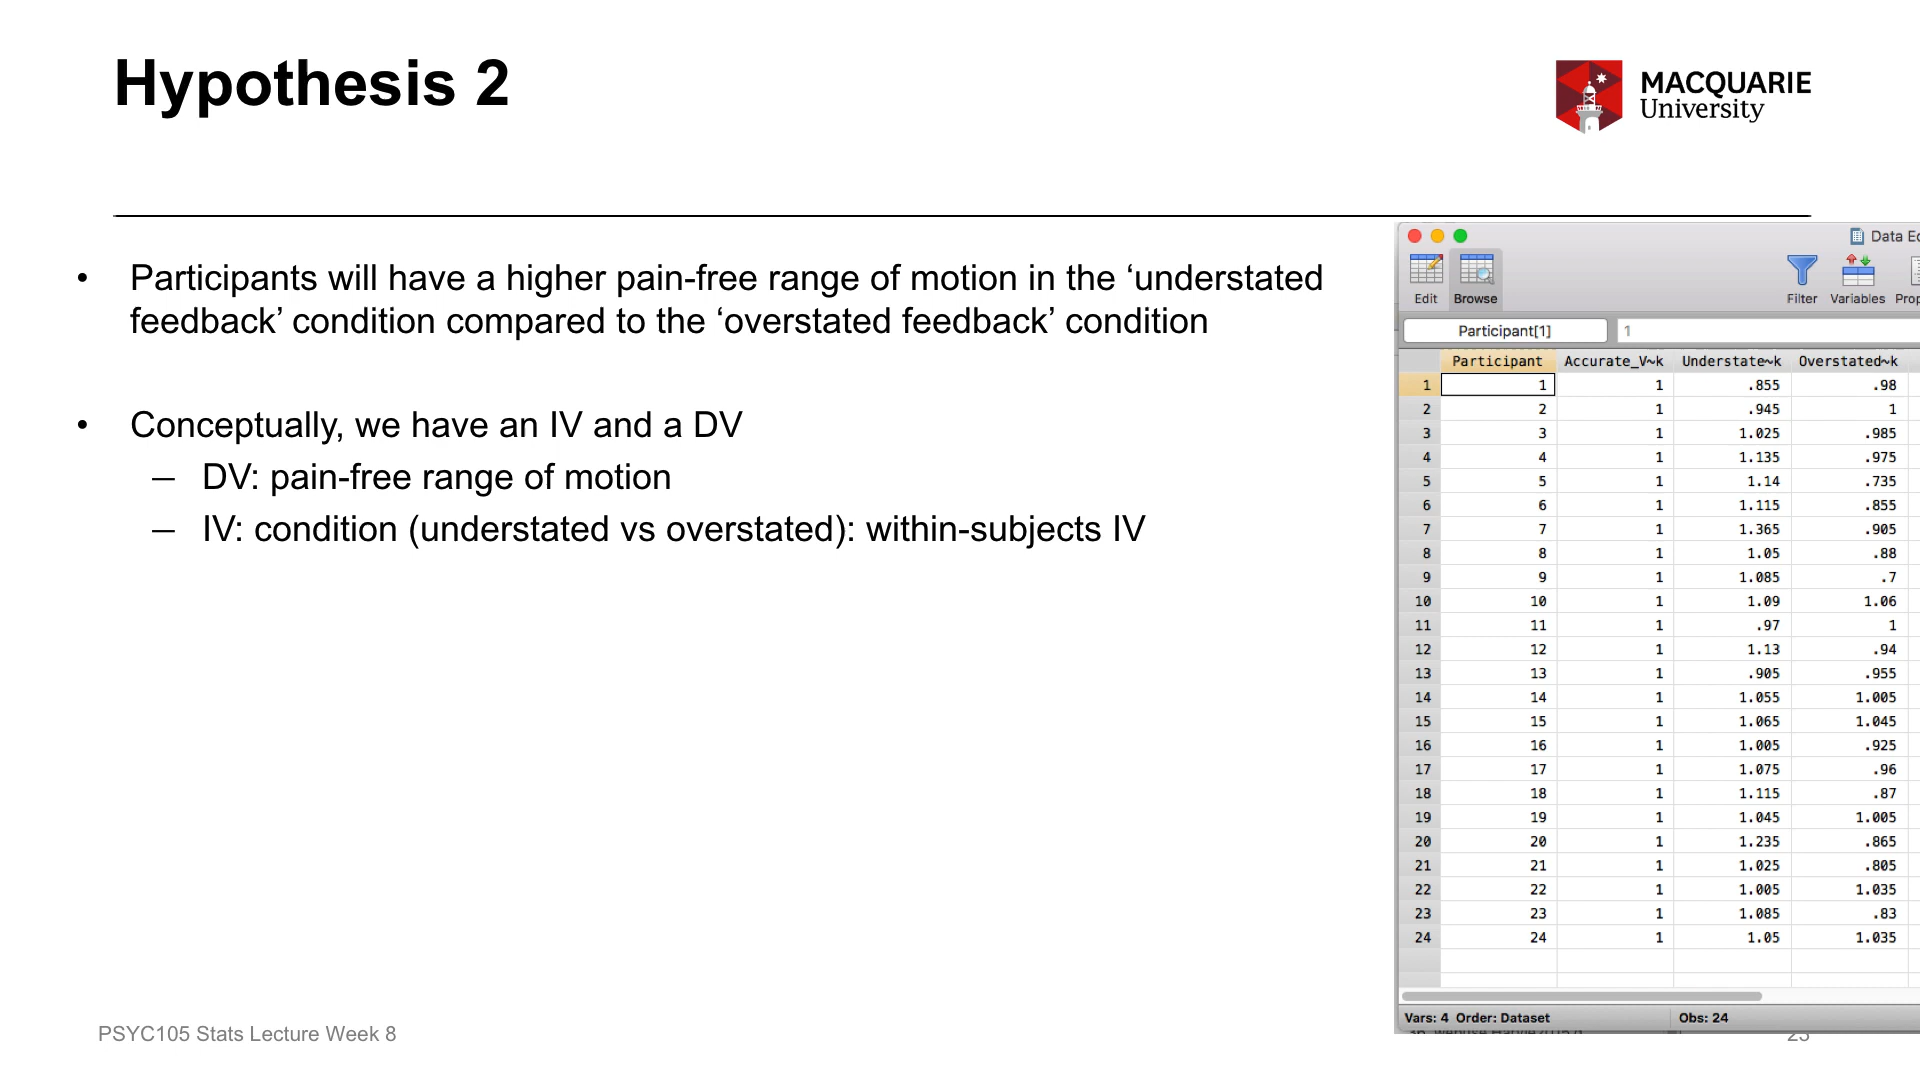 Hypothesis 2
MACQUARIE
University
• Participants will have a higher pain-free range of motion in the ‘understated
feedback’ condition compared to the ‘overstated feedback’ condition
• Conceptually, we have an IV and a DV
– DV: pain-free range of motion
– IV: condition (understated vs overstated): within-subjects IV
Data Ed
Edit Browse Filter Variables Prop
Participant[1] 1
Participant Accurate_V~k Understate~k Overstated~k
1 1 1 .855 .98
2 2 1 .945 1
3 3 1 1.025 .985
4 4 1 1.135 .975
5 5 1 1.14 .735
6 6 1 1.115 .855
7 7 1 1.365 .905
8 8 1 1.05 .88
9 9 1 1.085 .7
10 10 1 1.09 1.06
11 11 1 .97 1
12 12 1 1.13 .94
13 13 1 .905 .955
14 14 1 1.055 1.005
15 15 1 1.065 1.045
16 16 1 1.005 .925
17 17 1 1.075 .96
18 18 1 1.115 .87
19 19 1 1.045 1.005
20 20 1 1.235 .865
21 21 1 1.025 .805
22 22 1 1.005 1.035
23 23 1 1.085 .83
24 24 1 1.05 1.035
Vars: 4 Order: Dataset Obs: 24
PSYC105 Stats Lecture Week 8